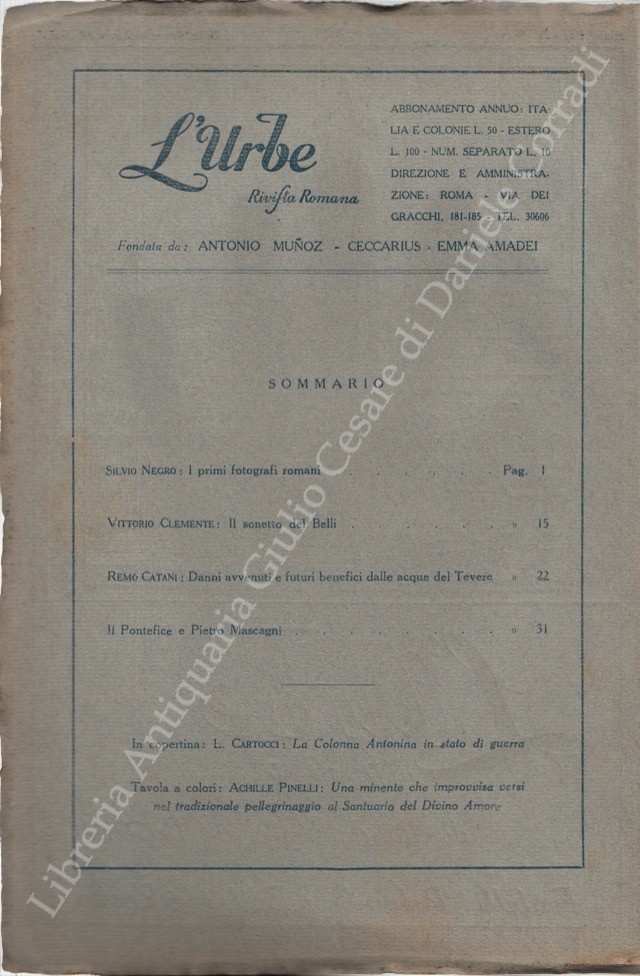 L'Urbe
Rivista Romana
ABBONAMENTO ANNUO: ITA-
LIA E COLONIE L. 50 - ESTERO
L. 100 - NUM. SEPARATO L. 10
DIREZIONE E AMMINISTRA-
ZIONE: ROMA - VIA DEI
GRACCHI, 181-185 - TEL. 30606
Fondata da: ANTONIO MUÑOZ - CECCARIUS - EMMA AMADEI
SOMMARIO
SILVIO NEGRO: I primi fotografi romani . . . . . . Pag. 1
VITTORIO CLEMENTE: Il sonetto del Belli . . . . . . » 15
REMO CATANI: Danni avvenuti e futuri benefici dalle acque del Tevere » 22
Il Pontefice e Pietro Mascagni . . . . . . . . » 31
In copertina: L. CARTOCCI: La Colonna Antonina in stato di guerra
Tavola a colori: ACHILLE PINELLI: Una minente che improvvisa versi
nel tradizionale pellegrinaggio al Santuario del Divino Amore
Libreria Antiquaria Giulio Cesare di Daniele Corradi